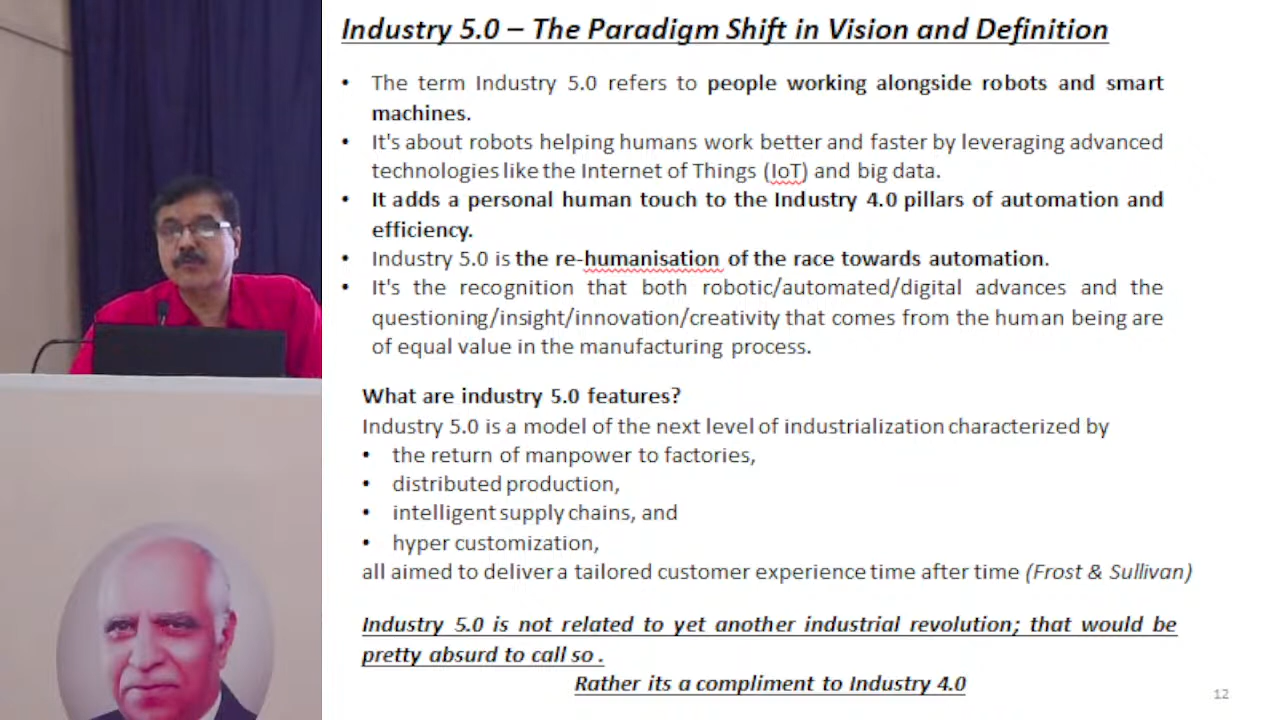 Industry 5.0 – The Paradigm Shift in Vision and Definition
• The term Industry 5.0 refers to people working alongside robots and smart
machines.
• It's about robots helping humans work better and faster by leveraging advanced
technologies like the Internet of Things (IoT) and big data.
• It adds a personal human touch to the Industry 4.0 pillars of automation and
efficiency.
• Industry 5.0 is the re-humanisation of the race towards automation.
• It's the recognition that both robotic/automated/digital advances and the
questioning/insight/innovation/creativity that comes from the human being are
of equal value in the manufacturing process.
What are industry 5.0 features?
Industry 5.0 is a model of the next level of industrialization characterized by
• the return of manpower to factories,
• distributed production,
• intelligent supply chains, and
• hyper customization,
all aimed to deliver a tailored customer experience time after time (Frost & Sullivan)
Industry 5.0 is not related to yet another industrial revolution; that would be
pretty absurd to call so .
Rather its a compliment to Industry 4.0
12